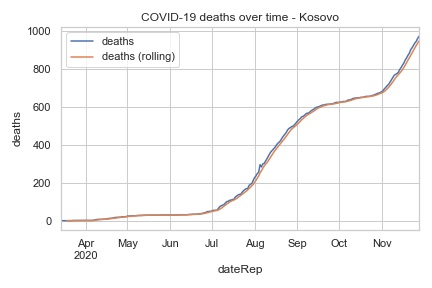 COVID-19 deaths over time - Kosovo
deaths
deaths (rolling)
1000
800
600
400
200
0
deaths
Apr May Jun Jul Aug Sep Oct Nov
2020
dateRep